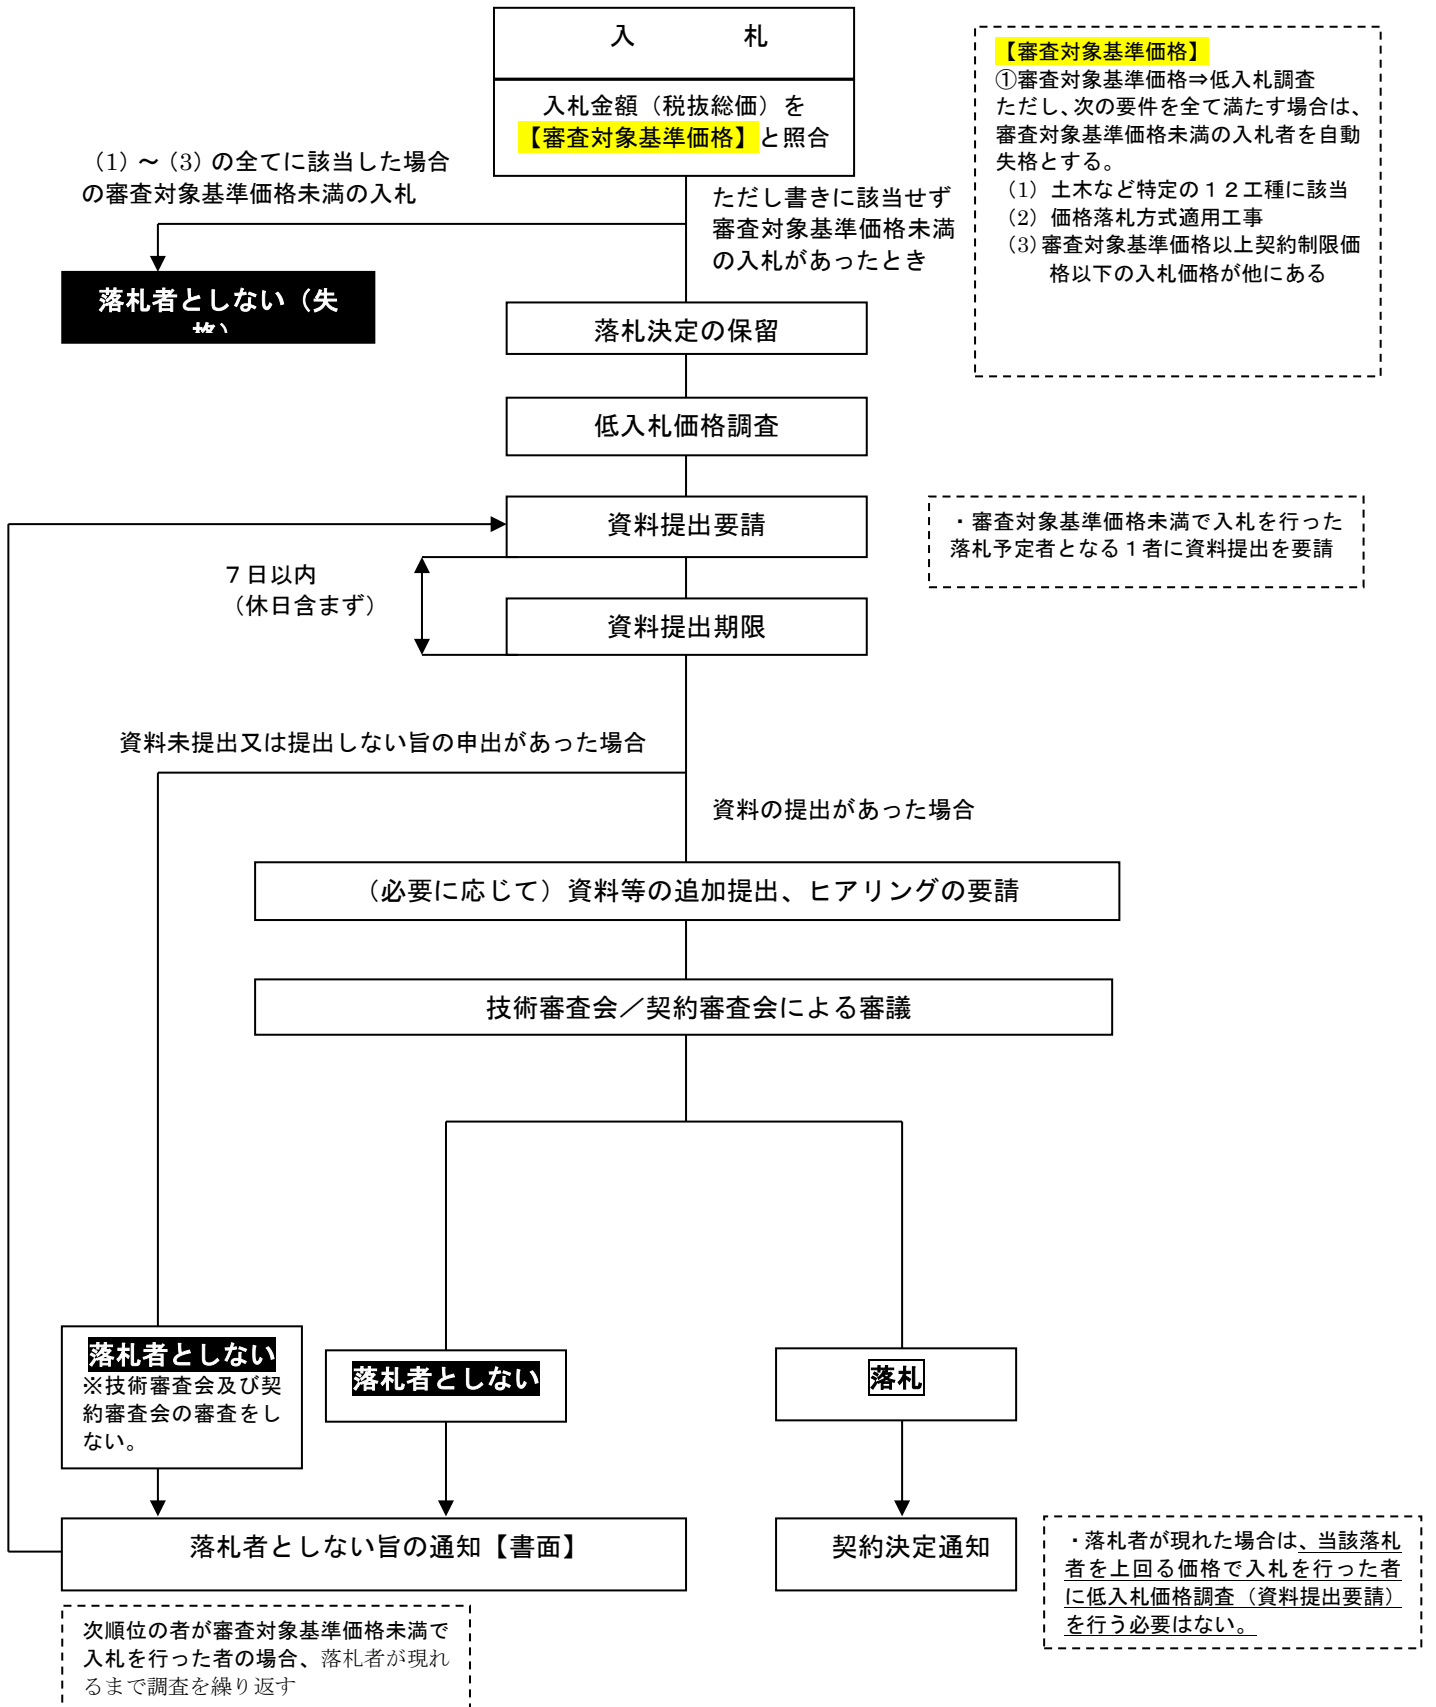 入　　　　札
入札金額（税抜総価）を
【審査対象基準価格】と照合
【審査対象基準価格】
①審査対象基準価格⇒低入札調査
ただし、次の要件を全て満たす場合は、
審査対象基準価格未満の入札者を自動
失格とする。
（1）土木など特定の１２工種に該当
（2）価格落札方式適用工事
（3）審査対象基準価格以上契約制限価
格以下の入札価格が他にある
（1）～（3）の全てに該当した場合
の審査対象基準価格未満の入札
ただし書きに該当せず
審査対象基準価格未満
の入札があったとき
落札者としない（失
落札決定の保留
低入札価格調査
資料提出要請
・審査対象基準価格未満で入札を行った
落札予定者となる１者に資料提出を要請
７日以内
（休日含まず）
資料提出期限
資料未提出又は提出しない旨の申出があった場合
資料の提出があった場合
（必要に応じて）資料等の追加提出、ヒアリングの要請
技術審査会／契約審査会による審議
落札者としない
※技術審査会及び契
約審査会の審査をし
ない。
落札者としない
落札
落札者としない旨の通知【書面】
契約決定通知
・落札者が現れた場合は、当該落札
者を上回る価格で入札を行った者
に低入札価格調査（資料提出要請）
を行う必要はない。
次順位の者が審査対象基準価格未満で
入札を行った者の場合、落札者が現れ
るまで調査を繰り返す